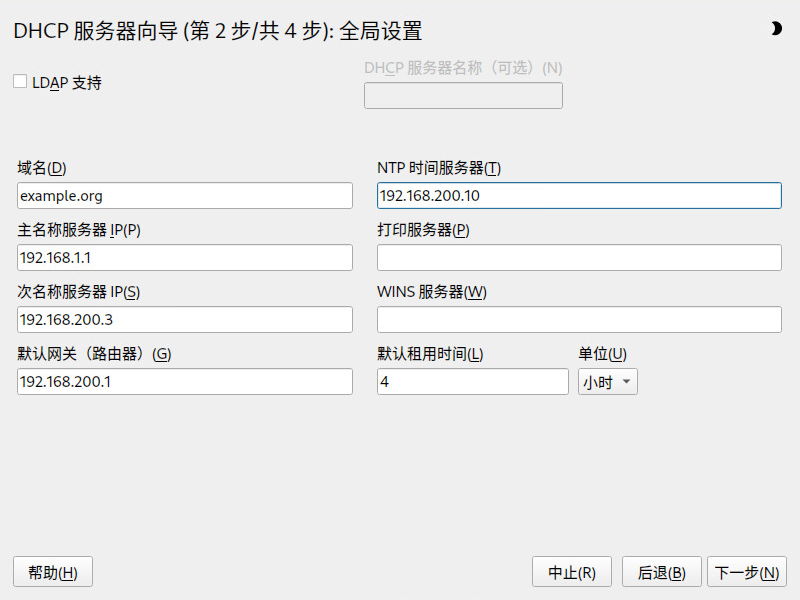 DHCP 服务器向导 (第 2 步/共 4 步): 全局设置
LDAP 支持
DHCP 服务器名称（可选）(N)
域名(D)
example.org
NTP 时间服务器(T)
192.168.200.10
主名称服务器 IP(P)
192.168.1.1
打印服务器(P)
次名称服务器 IP(S)
192.168.200.3
WINS 服务器(W)
默认网关（路由器）(G)
192.168.200.1
默认租用时间(L)
4
单位(U)
小时
帮助(H)
中止(R)
后退(B)
下一步(N)